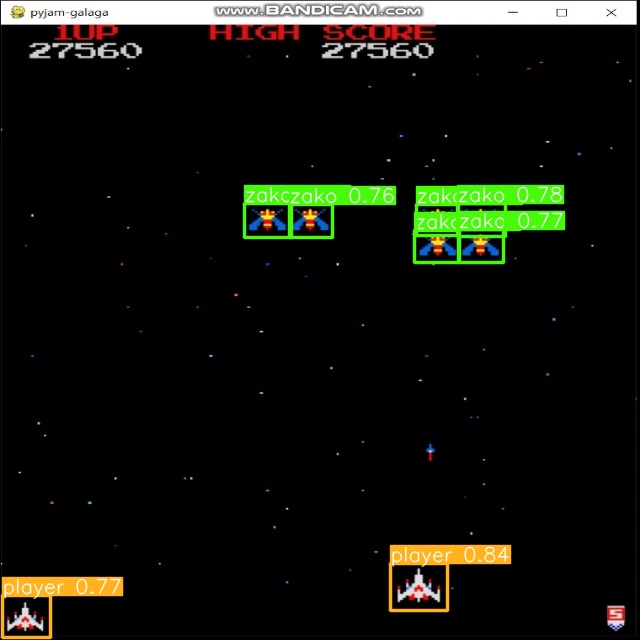 pyjam-galaga
www.BANDICAM.com
1UP HIGH SCORE
27560 27560
zako 0.76
zako 0.78
zako 0.77
player 0.84
player 0.77
5